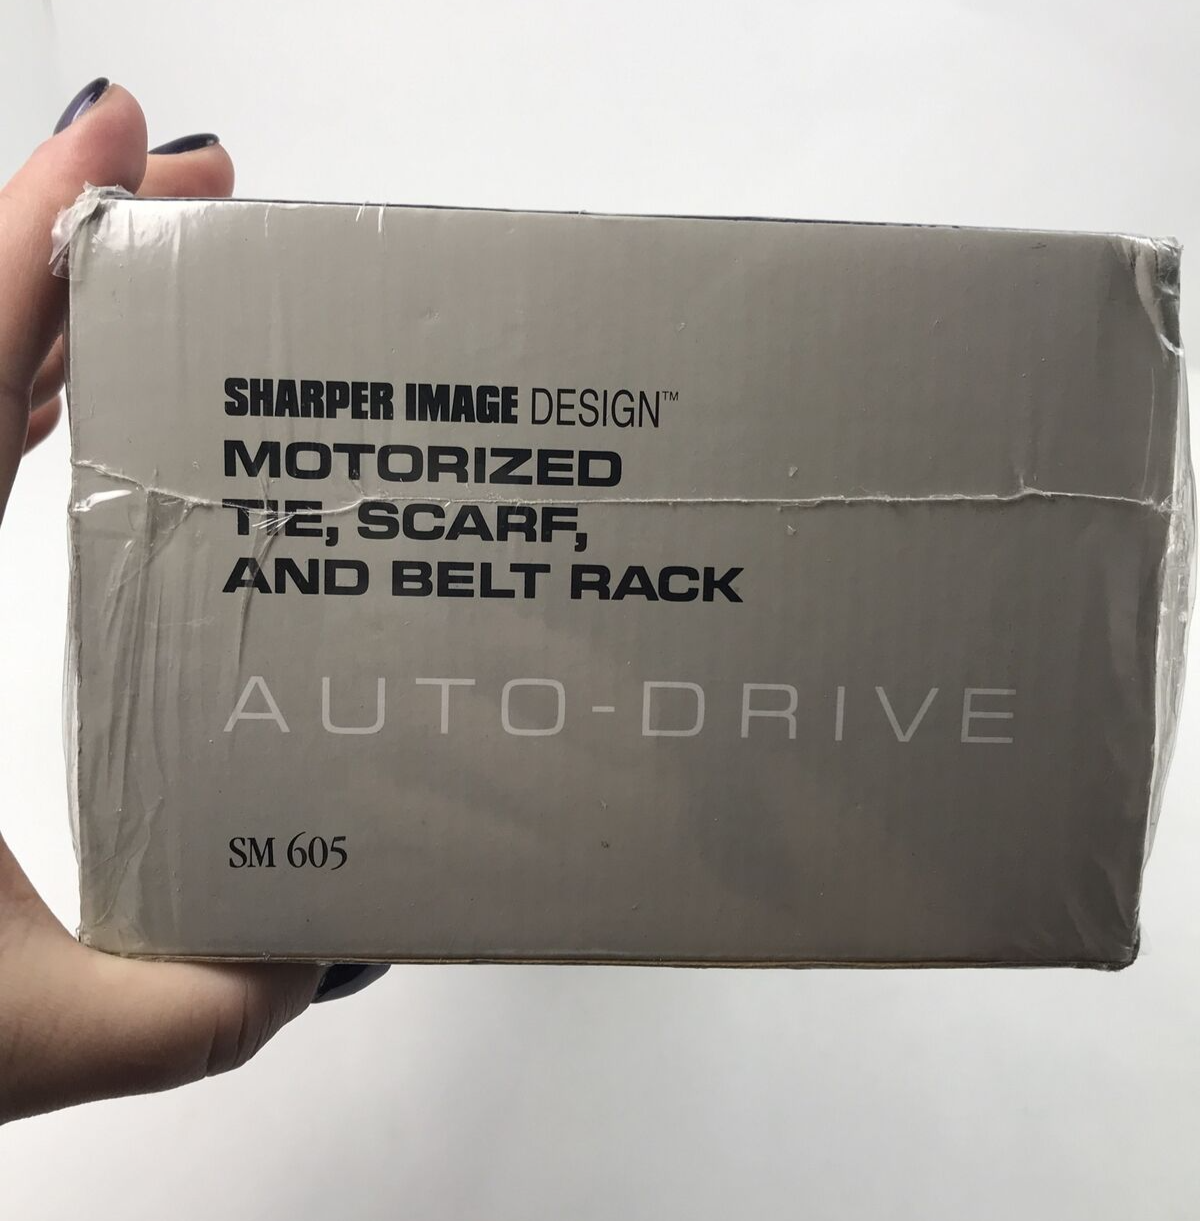 SHARPER IMAGE DESIGN™
MOTORIZED
TIE, SCARF,
AND BELT RACK
AUTO-DRIVE
SM 605